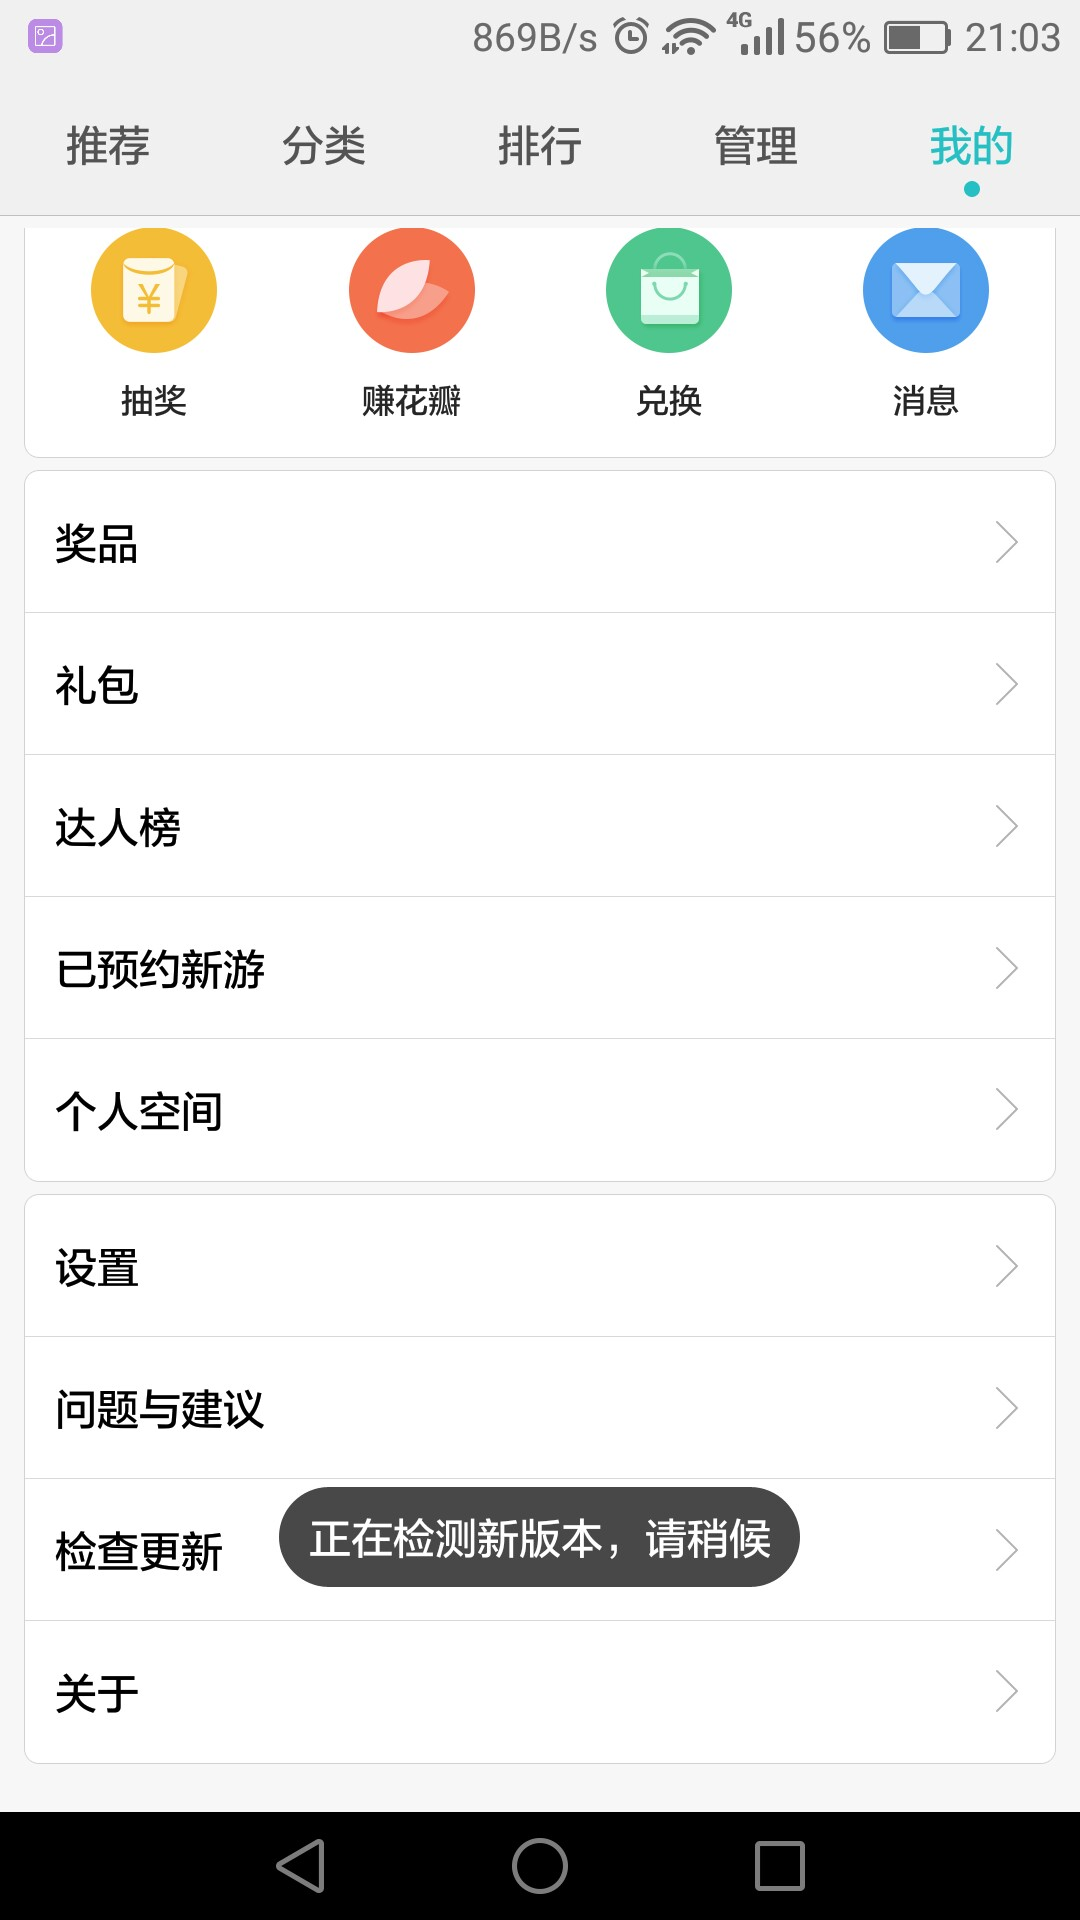 869B/s 4G 56% 21:03
推荐 分类 排行 管理 我的
¥
抽奖 赚花瓣 兑换 消息
奖品
礼包
达人榜
已预约新游
个人空间
设置
问题与建议
检查更新
正在检测新版本，请稍候
关于